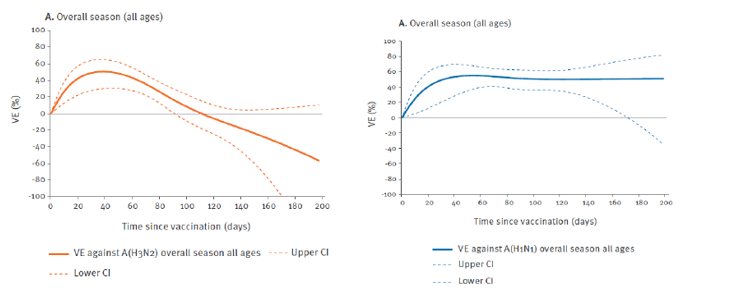 A. Overall season (all ages)
100
80
60
40
20
0
-20
-40
-60
-80
-100
VE (%)
0 20 40 60 80 100 120 140 160 180 200
Time since vaccination (days)
VE against A(H3N2) overall season all ages
Upper CI
Lower CI
A. Overall season (all ages)
100
80
60
40
20
0
-20
-40
-60
-80
-100
VE (%)
0 20 40 60 80 100 120 140 160 180 200
Time since vaccination (days)
VE against A(H1N1) overall season all ages
Upper CI
Lower CI